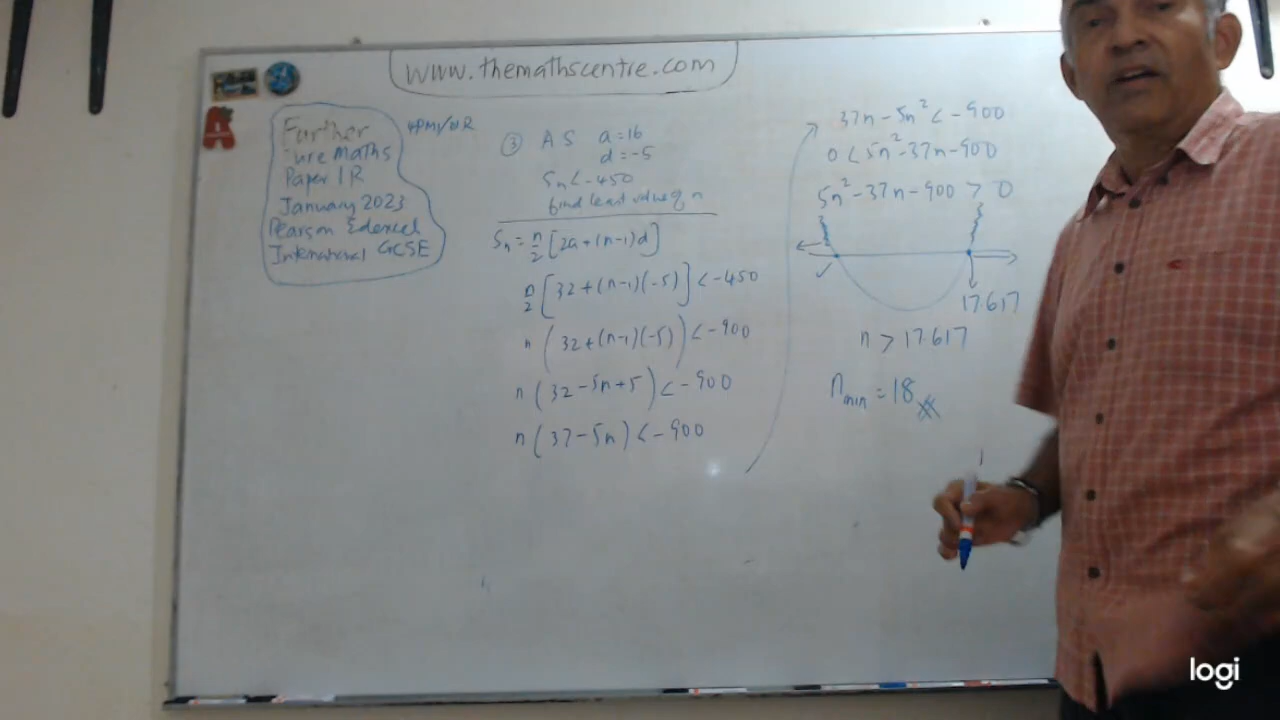 www.themathscentre.com
Further
Pure Maths
Paper 1R
January 2023
Pearson Edexcel
International GCSE
4PM1/01R
③ A S a=16
d=-5
Sn<-450
find least value of n
Sn = n/2 [2a+(n-1)d]
n/2 [32+(n-1)(-5)] <-450
n (32+(n-1)(-5)) <-900
n (32-5n+5) <-900
n (37-5n) <-900
37n-5n² <-900
0 <5n²-37n-900
5n²-37n-900 > 0
17.617
n > 17.617
n min = 18
logi